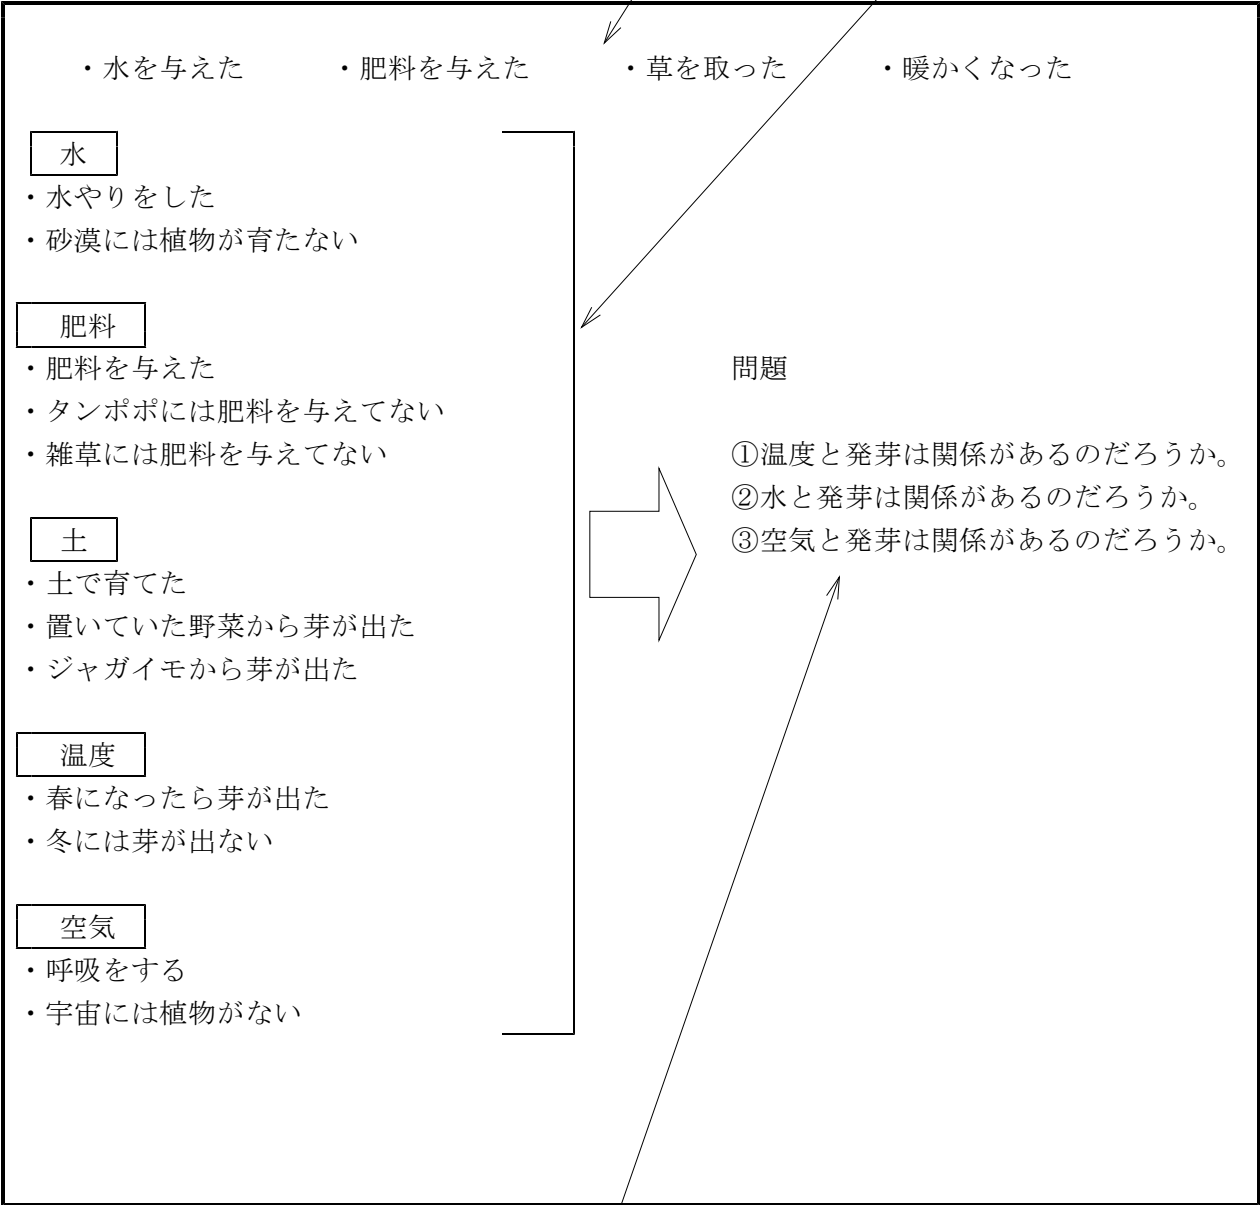 ・水を与えた ・肥料を与えた ・草を取った ・暖かくなった
水
・水やりをした
・砂漠には植物が育たない
肥料
・肥料を与えた
・タンポポには肥料を与えてない
・雑草には肥料を与えてない
土
・土で育てた
・置いていた野菜から芽が出た
・ジャガイモから芽が出た
温度
・春になったら芽が出た
・冬には芽が出ない
空気
・呼吸をする
・宇宙には植物がない
問題
①温度と発芽は関係があるのだろうか。
②水と発芽は関係があるのだろうか。
③空気と発芽は関係があるのだろうか。